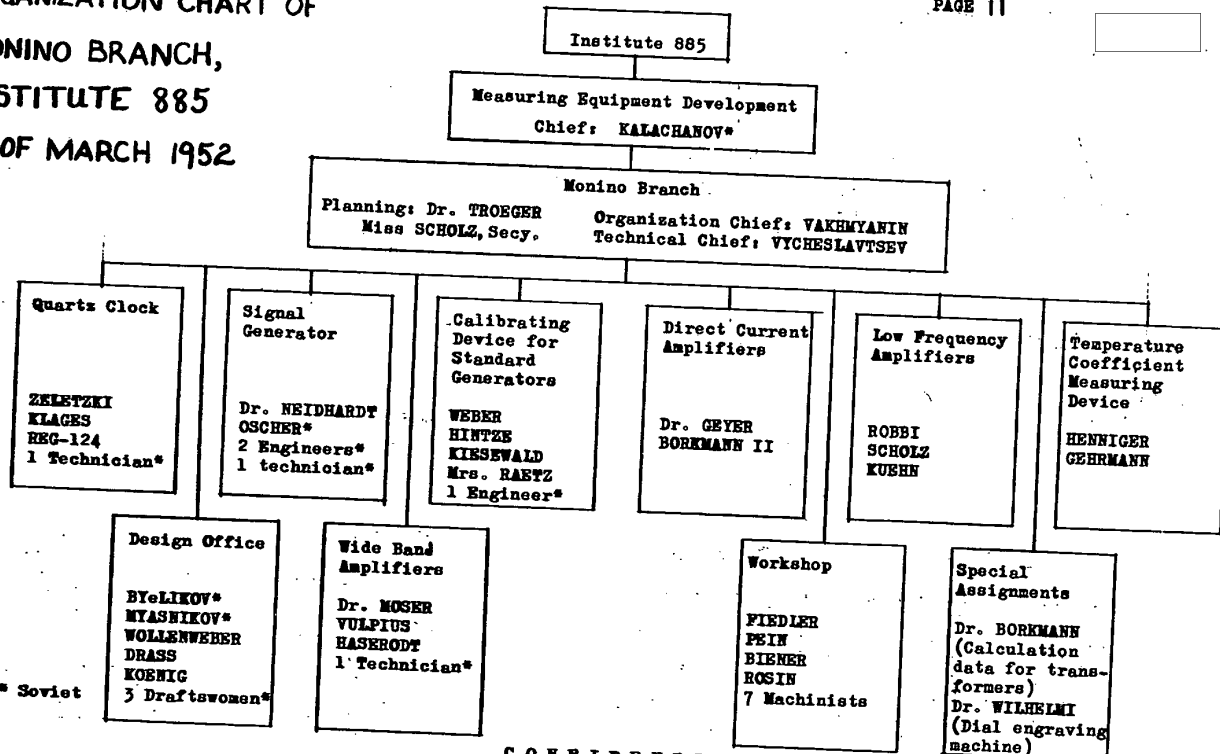 ORGANIZATION CHART OF
MONINO BRANCH,
INSTITUTE 885
OF MARCH 1952
PAGE 11
Institute 885
Measuring Equipment Development
Chief: KALACHANOV*
Monino Branch
Planning: Dr. TROEGER
Miss SCHOLZ, Secy.
Organization Chief: VAKHMYANIN
Technical Chief: VYCHESLAVTSEV
Quartz Clock
ZELETZKI
KLAGES
REG-124
1 Technician*
Signal
Generator
Dr. NEIDHARDT
OSCHER*
2 Engineers*
1 technician*
Calibrating
Device for
Standard
Generators
WEBER
HINTZE
KIESEWALD
Mrs. RAETZ
1 Engineer*
Direct Current
Amplifiers
Dr. GEYER
BORKMANN II
Low Frequency
Amplifiers
ROBBI
SCHOLZ
KUEHN
Temperature
Coefficient
Measuring
Device
HENNIGER
GEHRMANN
Design Office
BYeLIKOV*
MYASNIKOV*
WOLLENWEBER
DRASS
KOENIG
3 Draftswomen*
Wide Band
Amplifiers
Dr. MOSER
VULPIUS
HASERODT
1 Technician*
Workshop
FIEDLER
PEIN
BIENER
ROSIN
7 Machinists
Special
Assignments
Dr. BORKMANN
(Calculation
data for trans-
formers)
Dr. WILHELMI
(Dial engraving
machine)
* Soviet